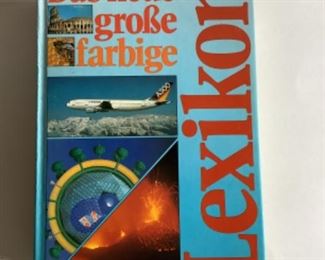 Das neue
große
farbige
Lexikon